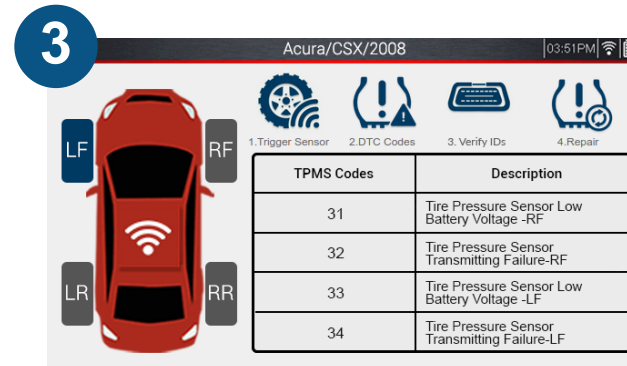 3
Acura/CSX/2008
03:51PM
1.Trigger Sensor
2.DTC Codes
3. Verify IDs
4.Repair
LF
RF
LR
RR
TPMS Codes
Description
31
Tire Pressure Sensor Low
Battery Voltage -RF
32
Tire Pressure Sensor
Transmitting Failure-RF
33
Tire Pressure Sensor Low
Battery Voltage -LF
34
Tire Pressure Sensor
Transmitting Failure-LF